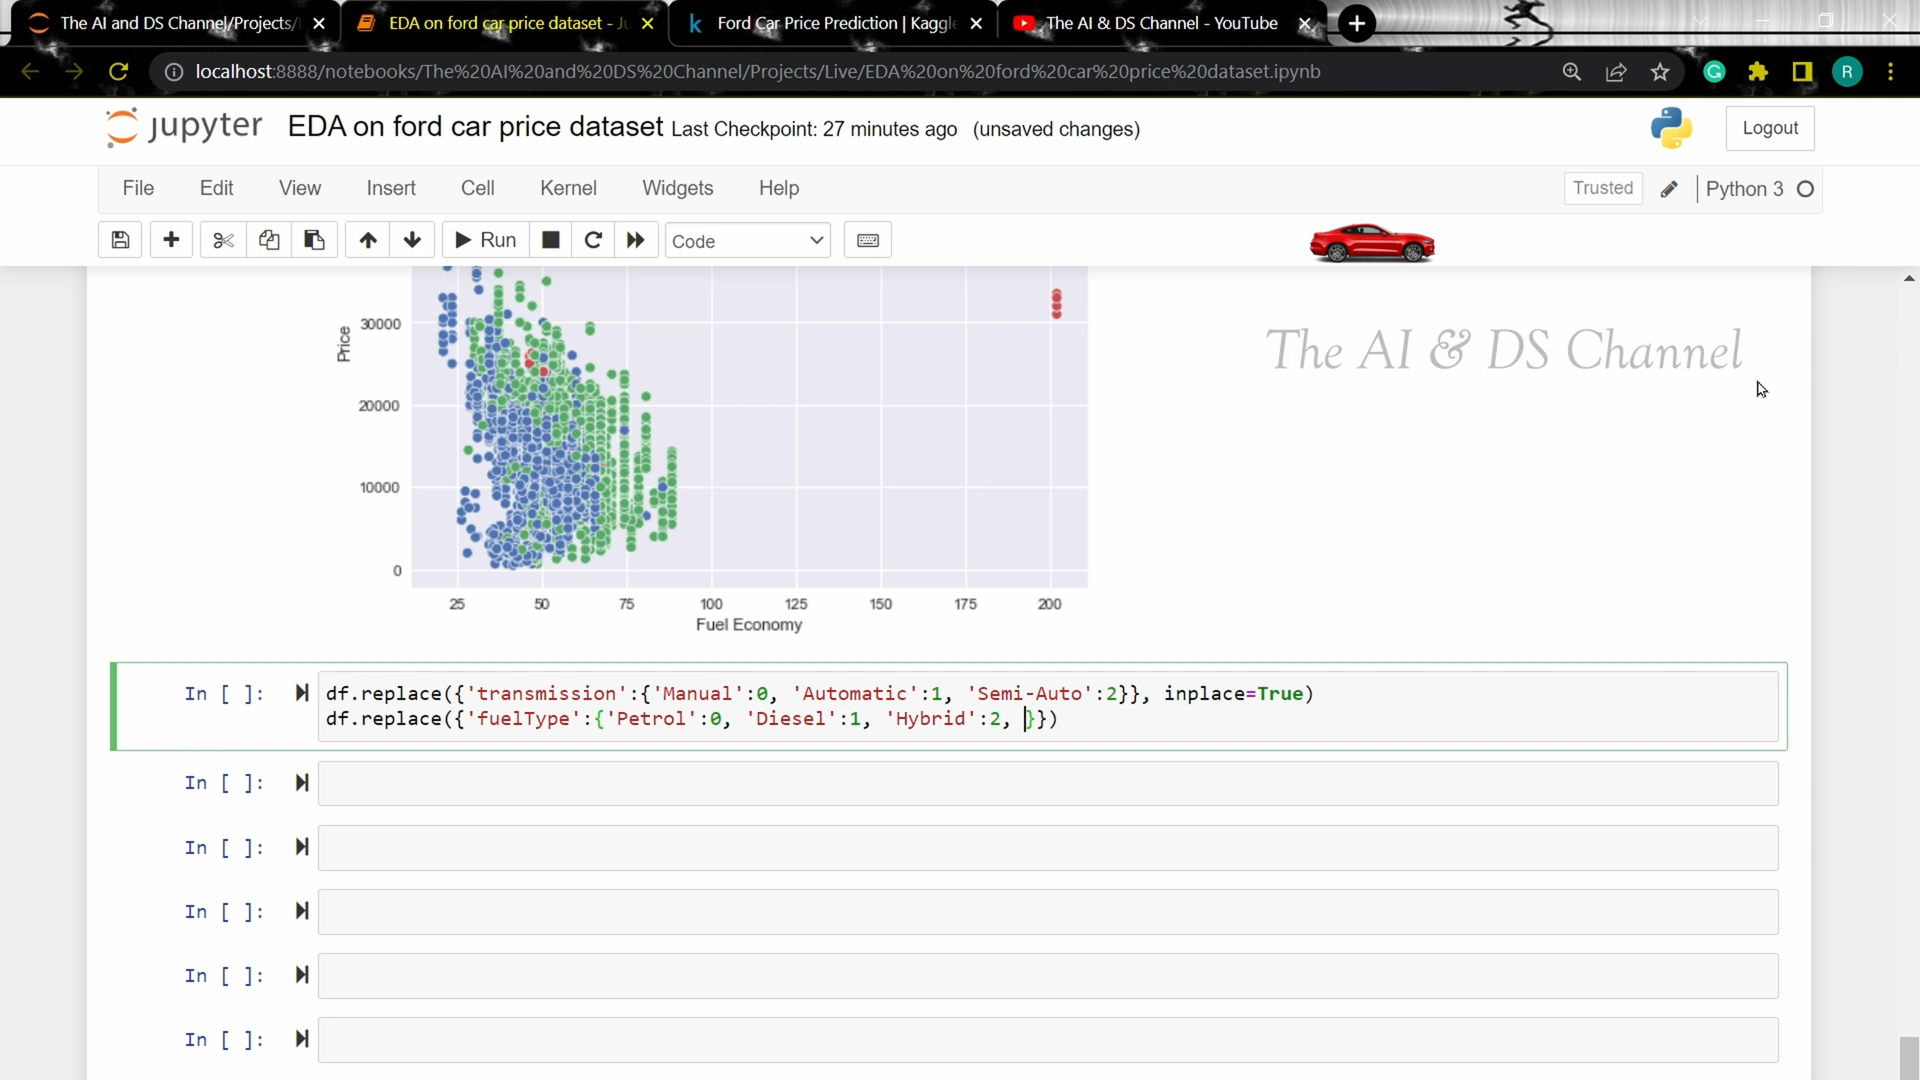 The AI and DS Channel/Projects/
EDA on ford car price dataset - Ju
Ford Car Price Prediction | Kaggle
The AI & DS Channel - YouTube
localhost:8888/notebooks/The%20AI%20and%20DS%20Channel/Projects/Live/EDA%20on%20ford%20car%20price%20dataset.ipynb
R
jupyter EDA on ford car price dataset Last Checkpoint: 27 minutes ago (unsaved changes)
Logout
File Edit View Insert Cell Kernel Widgets Help
Trusted
Python 3
Run
Code
The AI & DS Channel
Price
30000
20000
10000
0
25 50 75 100 125 150 175 200
Fuel Economy
In [ ]: df.replace({'transmission':{'Manual':0, 'Automatic':1, 'Semi-Auto':2}}, inplace=True)
df.replace({'fuelType':{'Petrol':0, 'Diesel':1, 'Hybrid':2, }})
In [ ]:
In [ ]:
In [ ]:
In [ ]:
In [ ]: